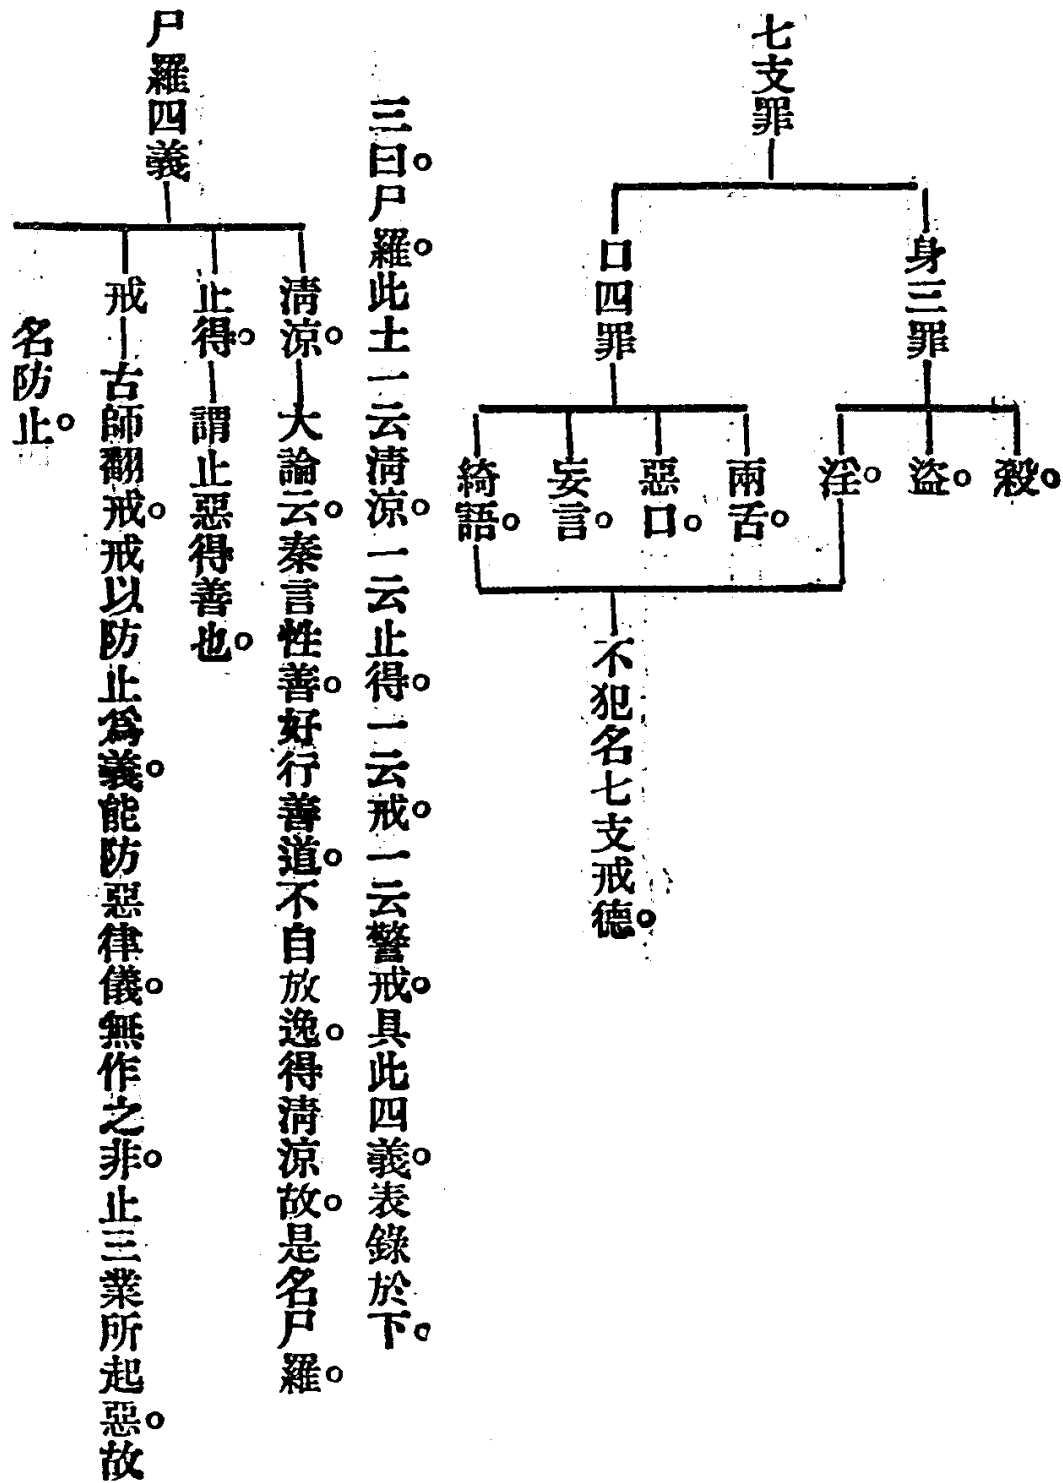 七支罪
身三罪
殺。
盜。
淫。
口四罪
兩舌。
惡口。
妄言。
綺語。
不犯名七支戒德。
三曰。尸羅。此土一云淸涼。一云止得。一云戒。一云警戒。具此四義。表錄於下。
尸羅四義
淸涼。
大論云。秦言性善。好行善道。不自放逸。得淸涼故。是名尸羅。
止得。
謂止惡得善也。
戒
古師翻戒。戒以防止爲義。能防惡律儀。無作之非。止三業所起惡。故
名防止。